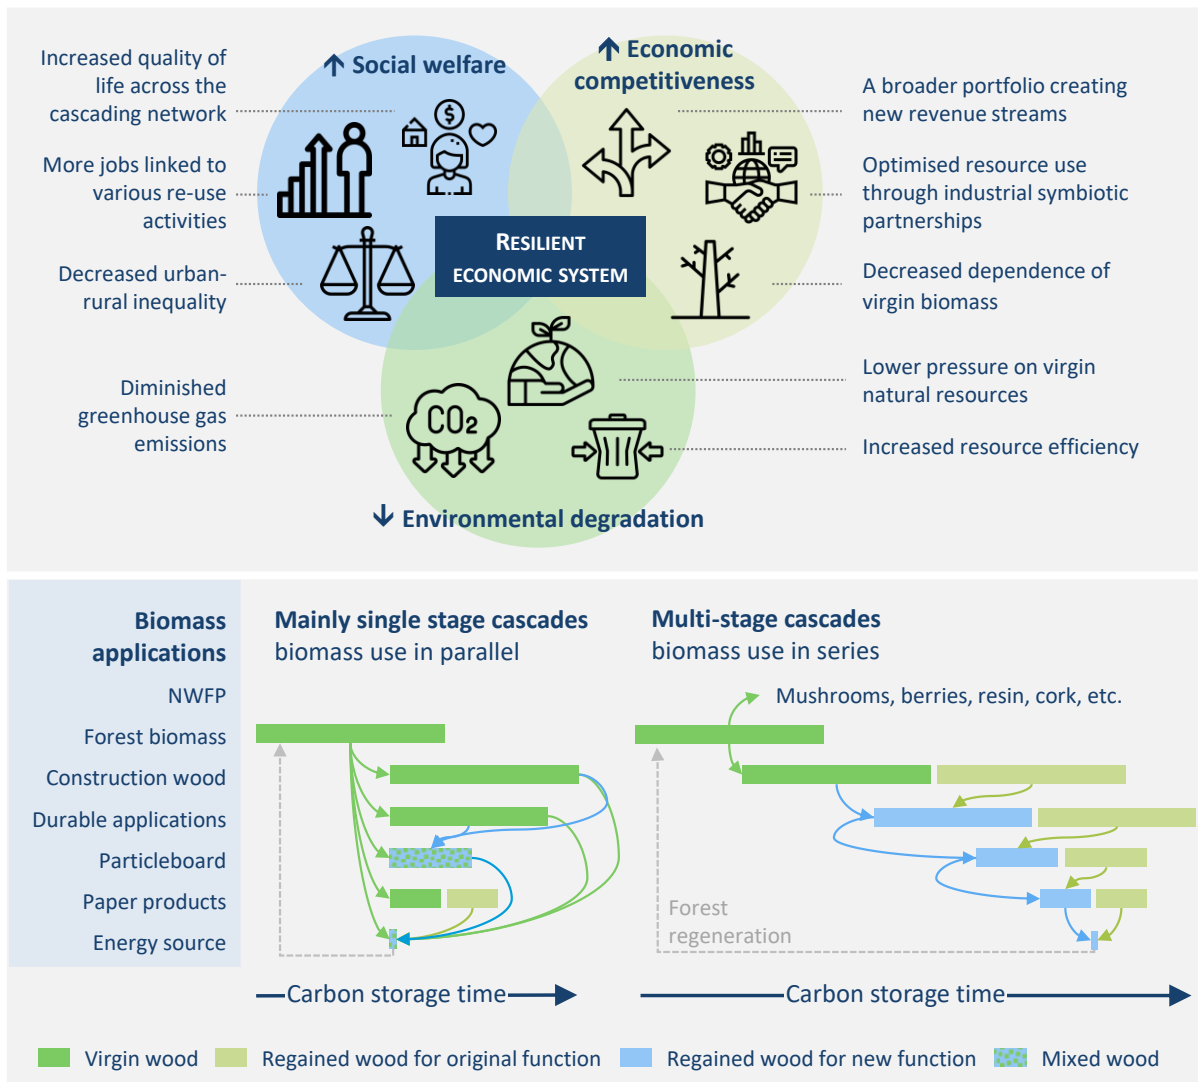 Increased quality of
life across the
cascading network
More jobs linked to
various re-use
activities
Decreased urban-
rural inequality
Diminished
greenhouse gas
emissions
↑ Social welfare
↑ Economic
competitiveness
$
RESILIENT
ECONOMIC SYSTEM
CO2
↓ Environmental degradation
A broader portfolio creating
new revenue streams
Optimised resource use
through industrial symbiotic
partnerships
Decreased dependence of
virgin biomass
Lower pressure on virgin
natural resources
Increased resource efficiency
Biomass
applications
NWFP
Forest biomass
Construction wood
Durable applications
Particleboard
Paper products
Energy source
Mainly single stage cascades
biomass use in parallel
Carbon storage time
Multi-stage cascades
biomass use in series
Mushrooms, berries, resin, cork, etc.
Forest
regeneration
Carbon storage time
Virgin wood
Regained wood for original function
Regained wood for new function
Mixed wood